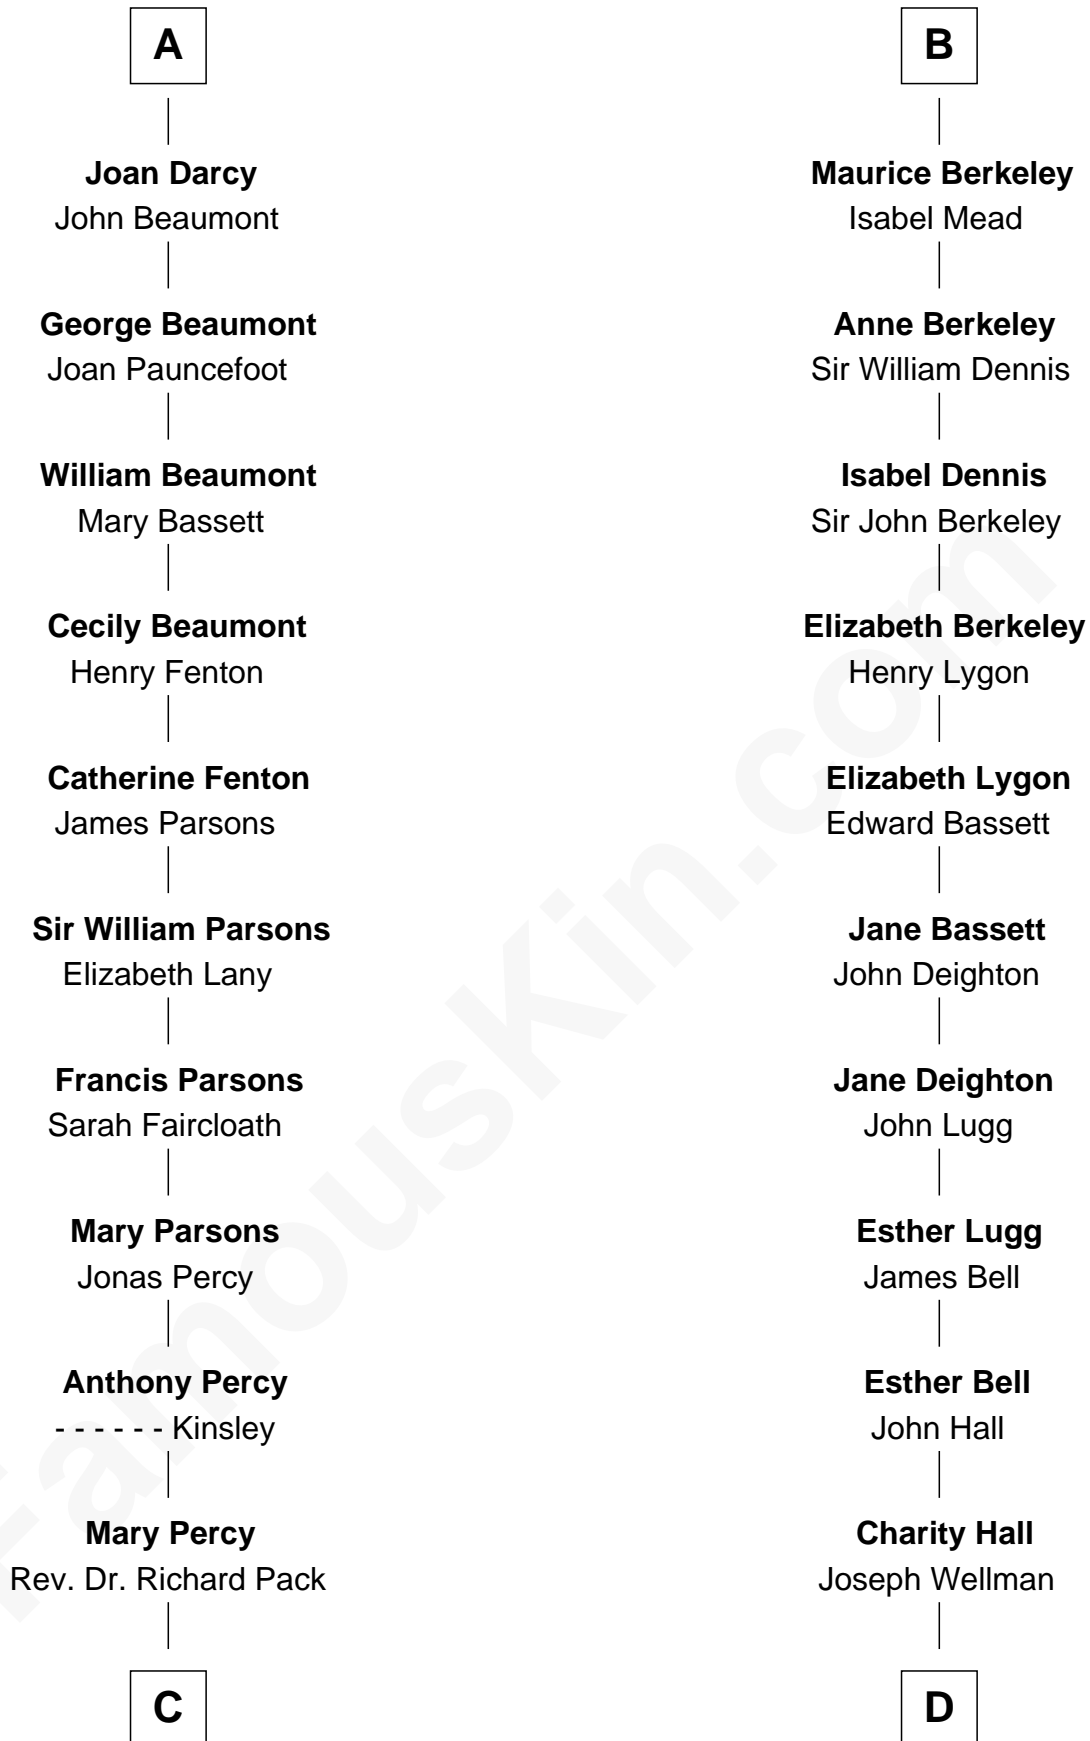 A
Joan Darcy
John Beaumont
George Beaumont
Joan Pauncefoot
William Beaumont
Mary Bassett
Cecily Beaumont
Henry Fenton
Catherine Fenton
James Parsons
Sir William Parsons
Elizabeth Lany
Francis Parsons
Sarah Faircloath
Mary Parsons
Jonas Percy
Anthony Percy
- - - - - - Kinsley
Mary Percy
Rev. Dr. Richard Pack
C
B
Maurice Berkeley
Isabel Mead
Anne Berkeley
Sir William Dennis
Isabel Dennis
Sir John Berkeley
Elizabeth Berkeley
Henry Lygon
Elizabeth Lygon
Edward Bassett
Jane Bassett
John Deighton
Jane Deighton
John Lugg
Esther Lugg
James Bell
Esther Bell
John Hall
Charity Hall
Joseph Wellman
D
FamousKin.com